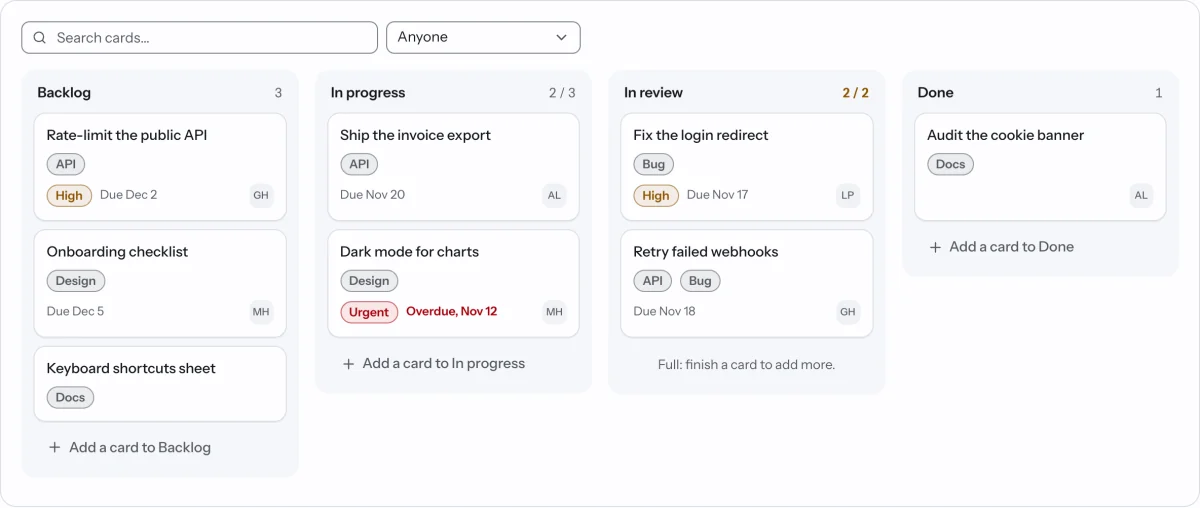 Search cards...
Anyone
Backlog
3
Rate-limit the public API
API
High
Due Dec 2
GH
Onboarding checklist
Design
Due Dec 5
MH
Keyboard shortcuts sheet
Docs
Add a card to Backlog
In progress
2 / 3
Ship the invoice export
API
Due Nov 20
AL
Dark mode for charts
Design
Urgent
Overdue, Nov 12
MH
Add a card to In progress
In review
2 / 2
Fix the login redirect
Bug
High
Due Nov 17
LP
Retry failed webhooks
API
Bug
Due Nov 18
GH
Full: finish a card to add more.
Done
1
Audit the cookie banner
Docs
AL
Add a card to Done